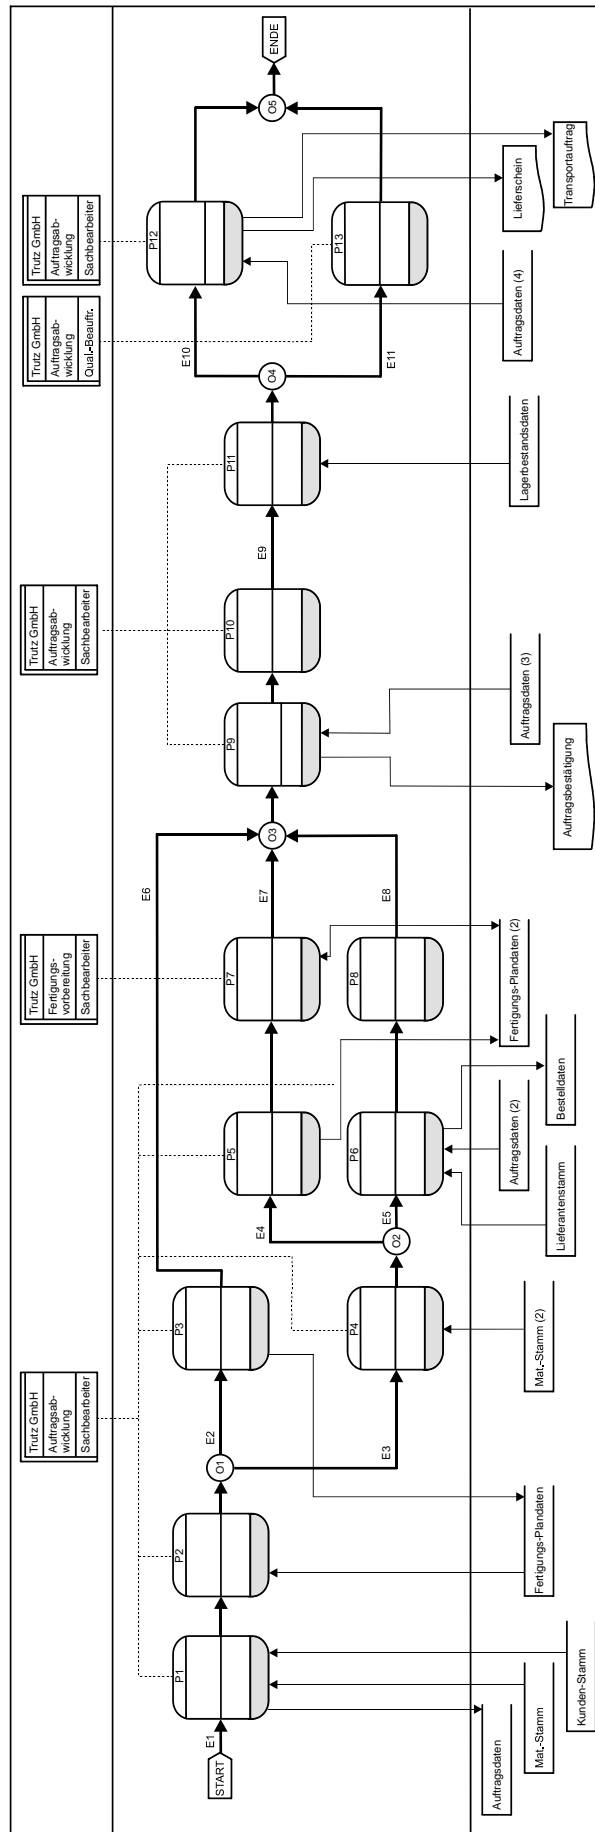 Trutz GmbH
Auftragsab-
wicklung
Sachbearbeiter
Trutz GmbH
Fertigungs-
vorbereitung
Sachbearbeiter
Trutz GmbH
Auftragsab-
wicklung
Sachbearbeiter
Trutz GmbH
Auftragsab-
wicklung
Qual.-Beauftr.
Trutz GmbH
Auftragsab-
wicklung
Sachbearbeiter
START
E1
P1
P2
O1
E2
E3
P3
P4
O2
E4
E5
P5
P6
P7
P8
E6
E7
E8
O3
P9
P10
E9
P11
O4
E10
E11
P12
P13
O5
ENDE
Auftragsdaten
Mat.-Stamm
Kunden-Stamm
Fertigungs-Plandaten
Mat.-Stamm (2)
Lieferantenstamm
Auftragsdaten (2)
Bestelldaten
Fertigungs-Plandaten (2)
Auftragsbestätigung
Auftragsdaten (3)
Lagerbestandsdaten
Auftragsdaten (4)
Lieferschein
Transportauftrag